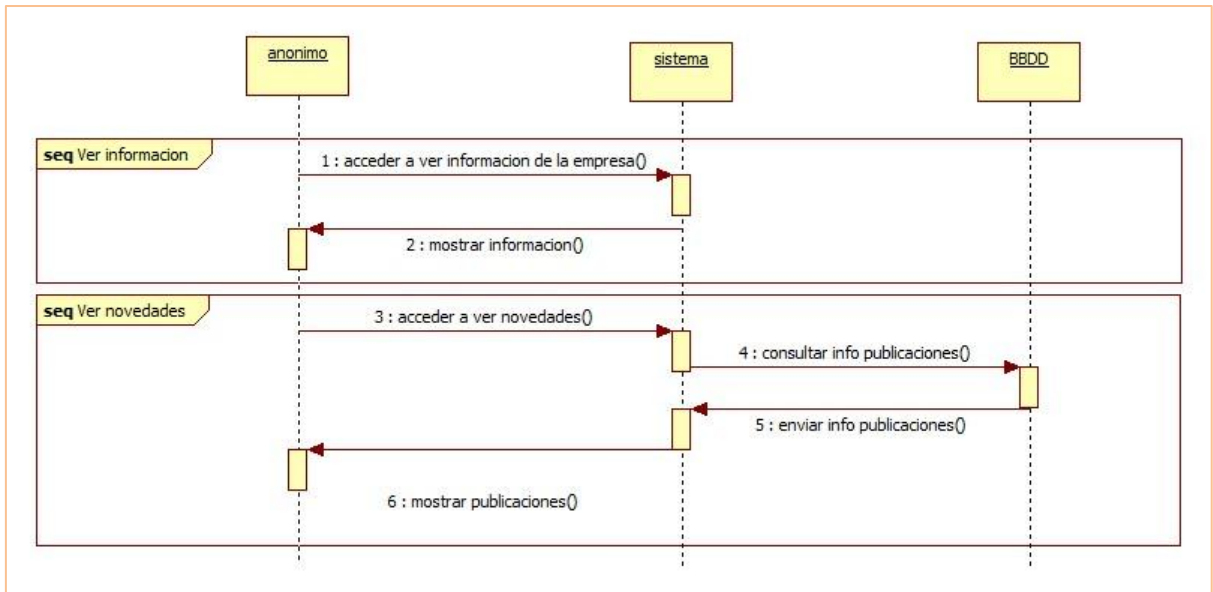 anonimo
sistema
BBDD
seq Ver informacion
1 : acceder a ver informacion de la empresa()
2 : mostrar informacion()
seq Ver novedades
3 : acceder a ver novedades()
4 : consultar info publicaciones()
5 : enviar info publicaciones()
6 : mostrar publicaciones()